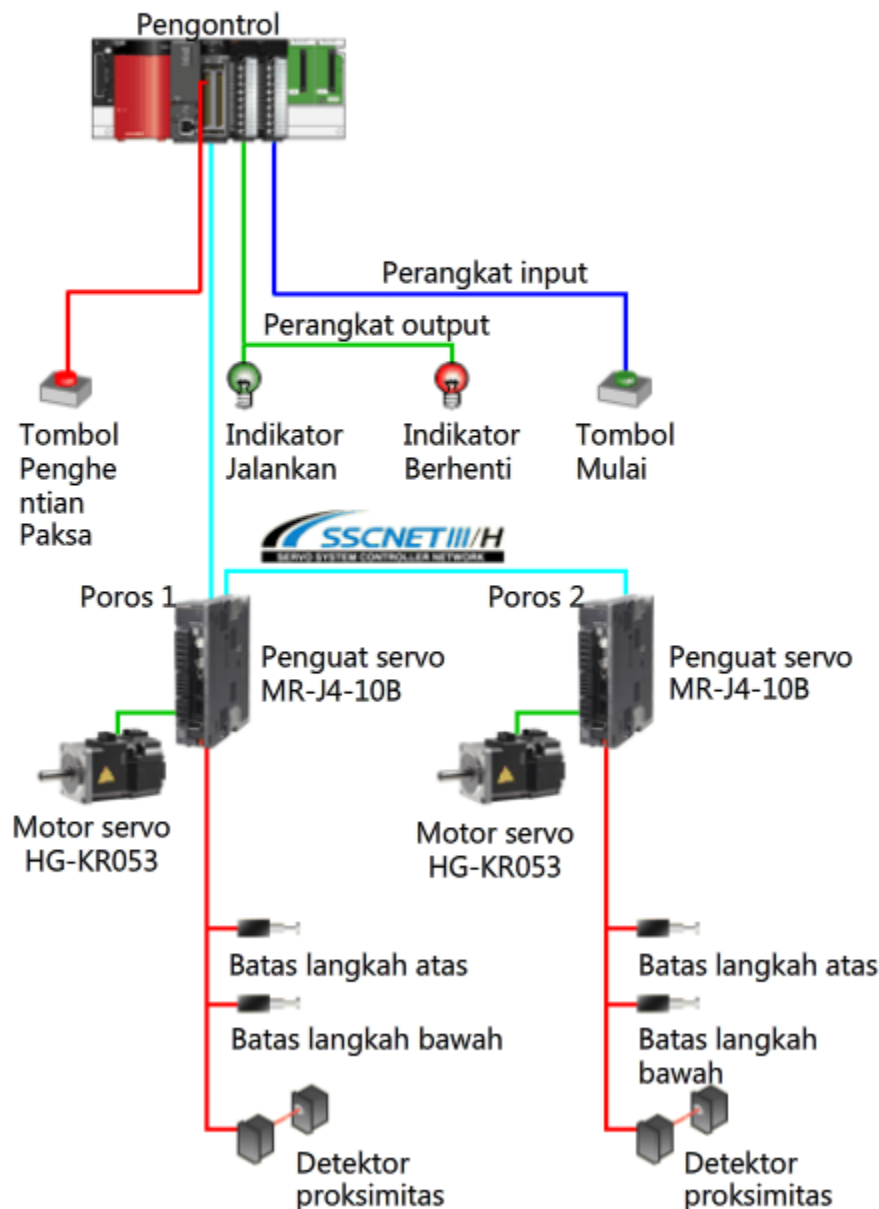 Pengontrol
Perangkat input
Perangkat output
Tombol
Penghe
ntian
Paksa
Indikator
Jalankan
Indikator
Berhenti
Tombol
Mulai
SSCNET III/H
SERVO SYSTEM CONTROLLER NETWORK
Poros 1
Penguat servo
MR-J4-10B
Motor servo
HG-KR053
Batas langkah atas
Batas langkah bawah
Detektor
proksimitas
Poros 2
Penguat servo
MR-J4-10B
Motor servo
HG-KR053
Batas langkah atas
Batas langkah
bawah
Detektor
proksimitas